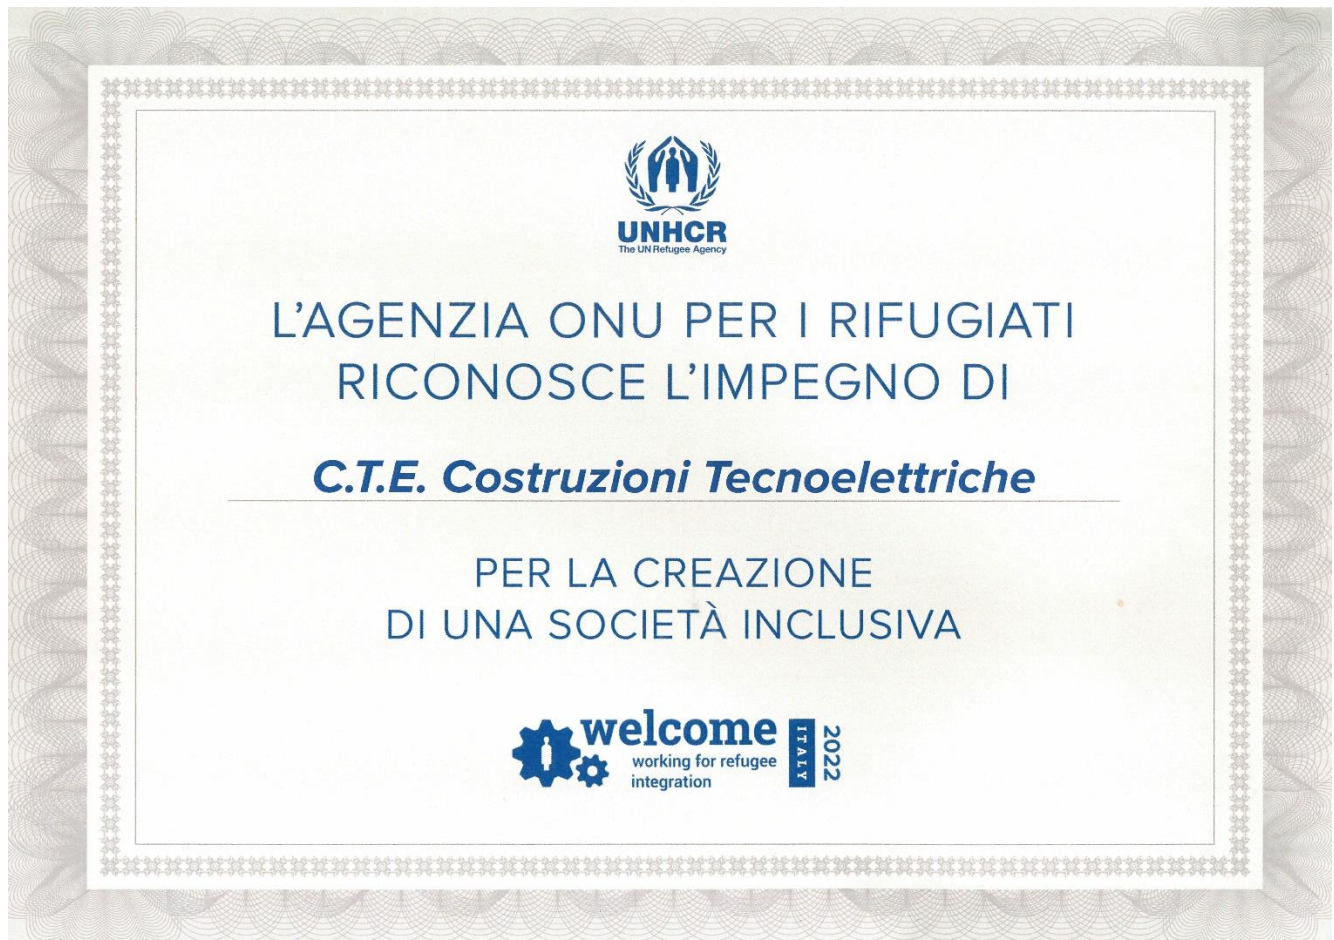 UNHCR
The UN Refugee Agency
L'AGENZIA ONU PER I RIFUGIATI
RICONOSCE L'IMPEGNO DI
C.T.E. Costruzioni Tecnoelettriche
PER LA CREAZIONE
DI UNA SOCIETÀ INCLUSIVA
welcome
working for refugee
integration
ITALY
2022